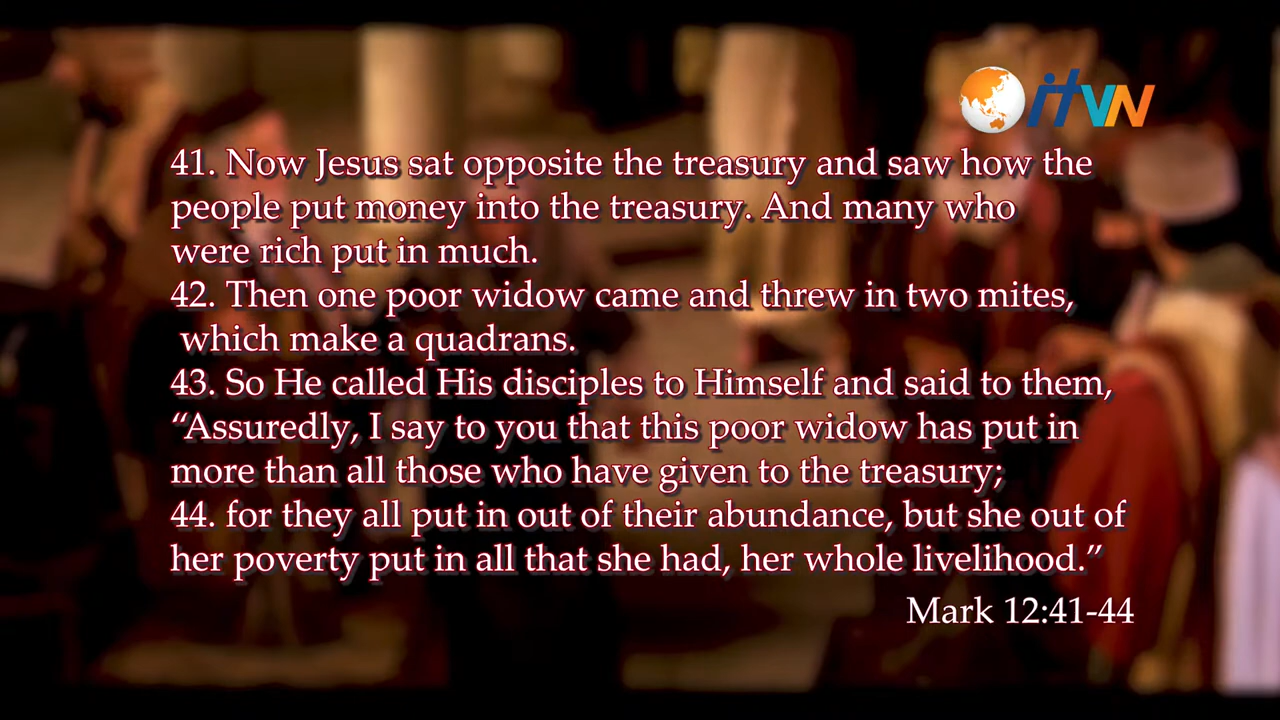 itVN
41. Now Jesus sat opposite the treasury and saw how the
people put money into the treasury. And many who
were rich put in much.
42. Then one poor widow came and threw in two mites,
which make a quadrans.
43. So He called His disciples to Himself and said to them,
“Assuredly, I say to you that this poor widow has put in
more than all those who have given to the treasury;
44. for they all put in out of their abundance, but she out of
her poverty put in all that she had, her whole livelihood.”
Mark 12:41-44